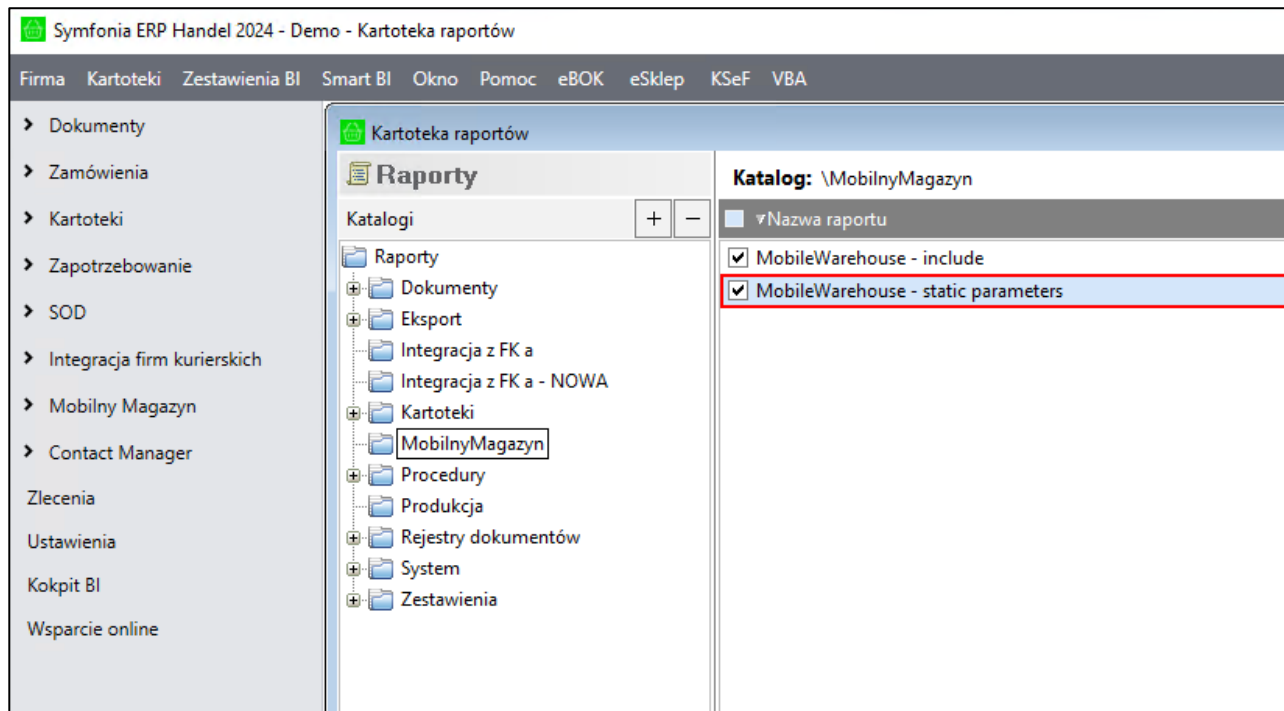 Symfonia ERP Handel 2024 - Demo - Kartoteka raportów
Firma Kartoteki Zestawienia BI Smart BI Okno Pomoc eBOK eSklep KSeF VBA
Dokumenty
Zamówienia
Kartoteki
Zapotrzebowanie
SOD
Integracja firm kurierskich
Mobilny Magazyn
Contact Manager
Zlecenia
Ustawienia
Kokpit BI
Wsparcie online
Kartoteka raportów
Raporty
Katalogi
Raporty
Dokumenty
Eksport
Integracja z FK a
Integracja z FK a - NOWA
Kartoteki
MobilnyMagazyn
Procedury
Produkcja
Rejestry dokumentów
System
Zestawienia
Katalog: \MobilnyMagazyn
Nazwa raportu
MobileWarehouse - include
MobileWarehouse - static parameters